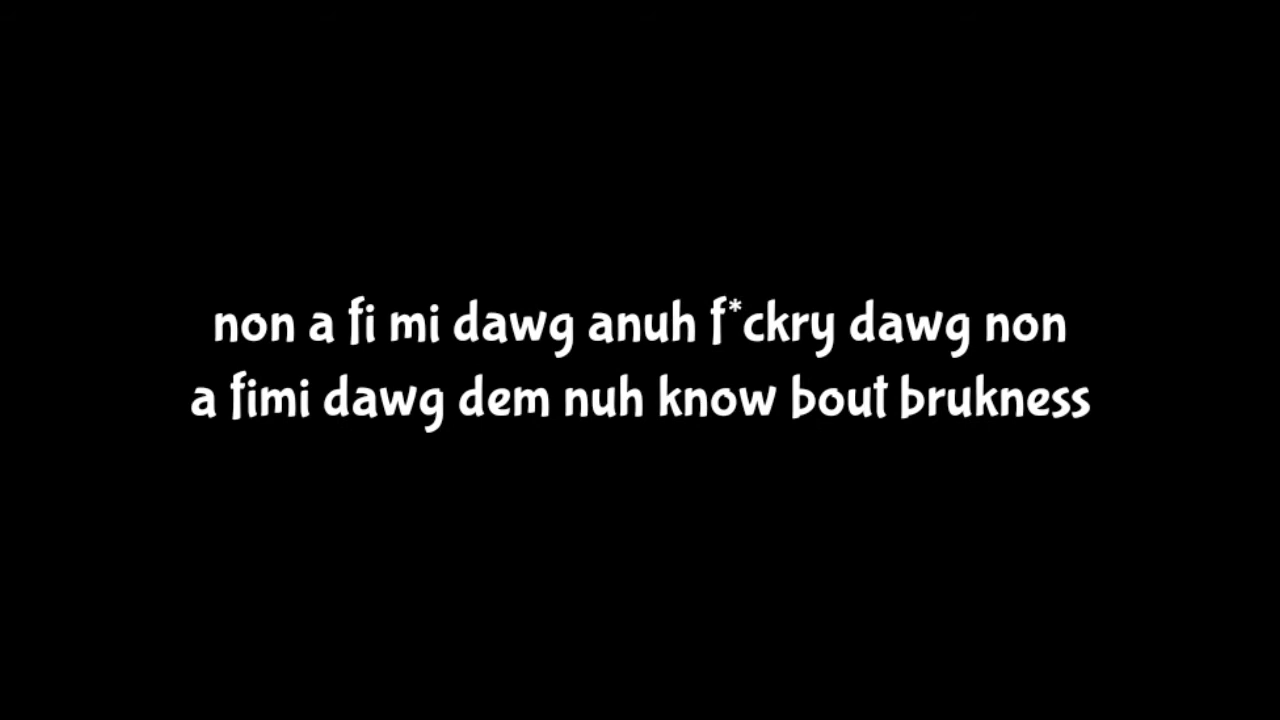 non a fi mi dawg anuh f*ckry dawg non
a fimi dawg dem nuh know bout brukness